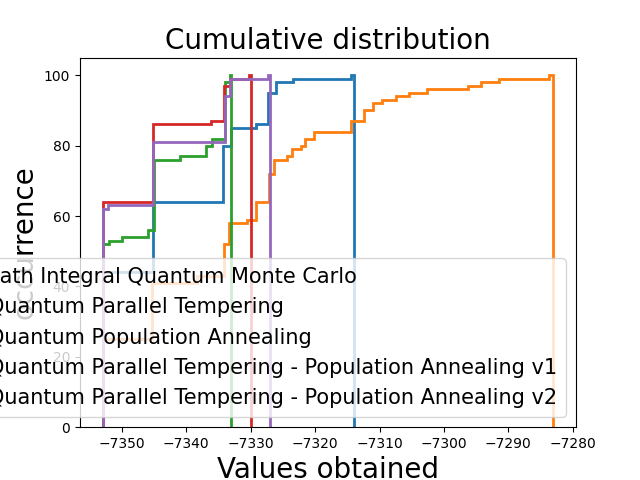 Cumulative distribution
100
80
60
40
20
0
occurrence
ath Integral Quantum Monte Carlo
Quantum Parallel Tempering
Quantum Population Annealing
Quantum Parallel Tempering - Population Annealing v1
Quantum Parallel Tempering - Population Annealing v2
−7350 −7340 −7330 −7320 −7310 −7300 −7290 −7280
Values obtained